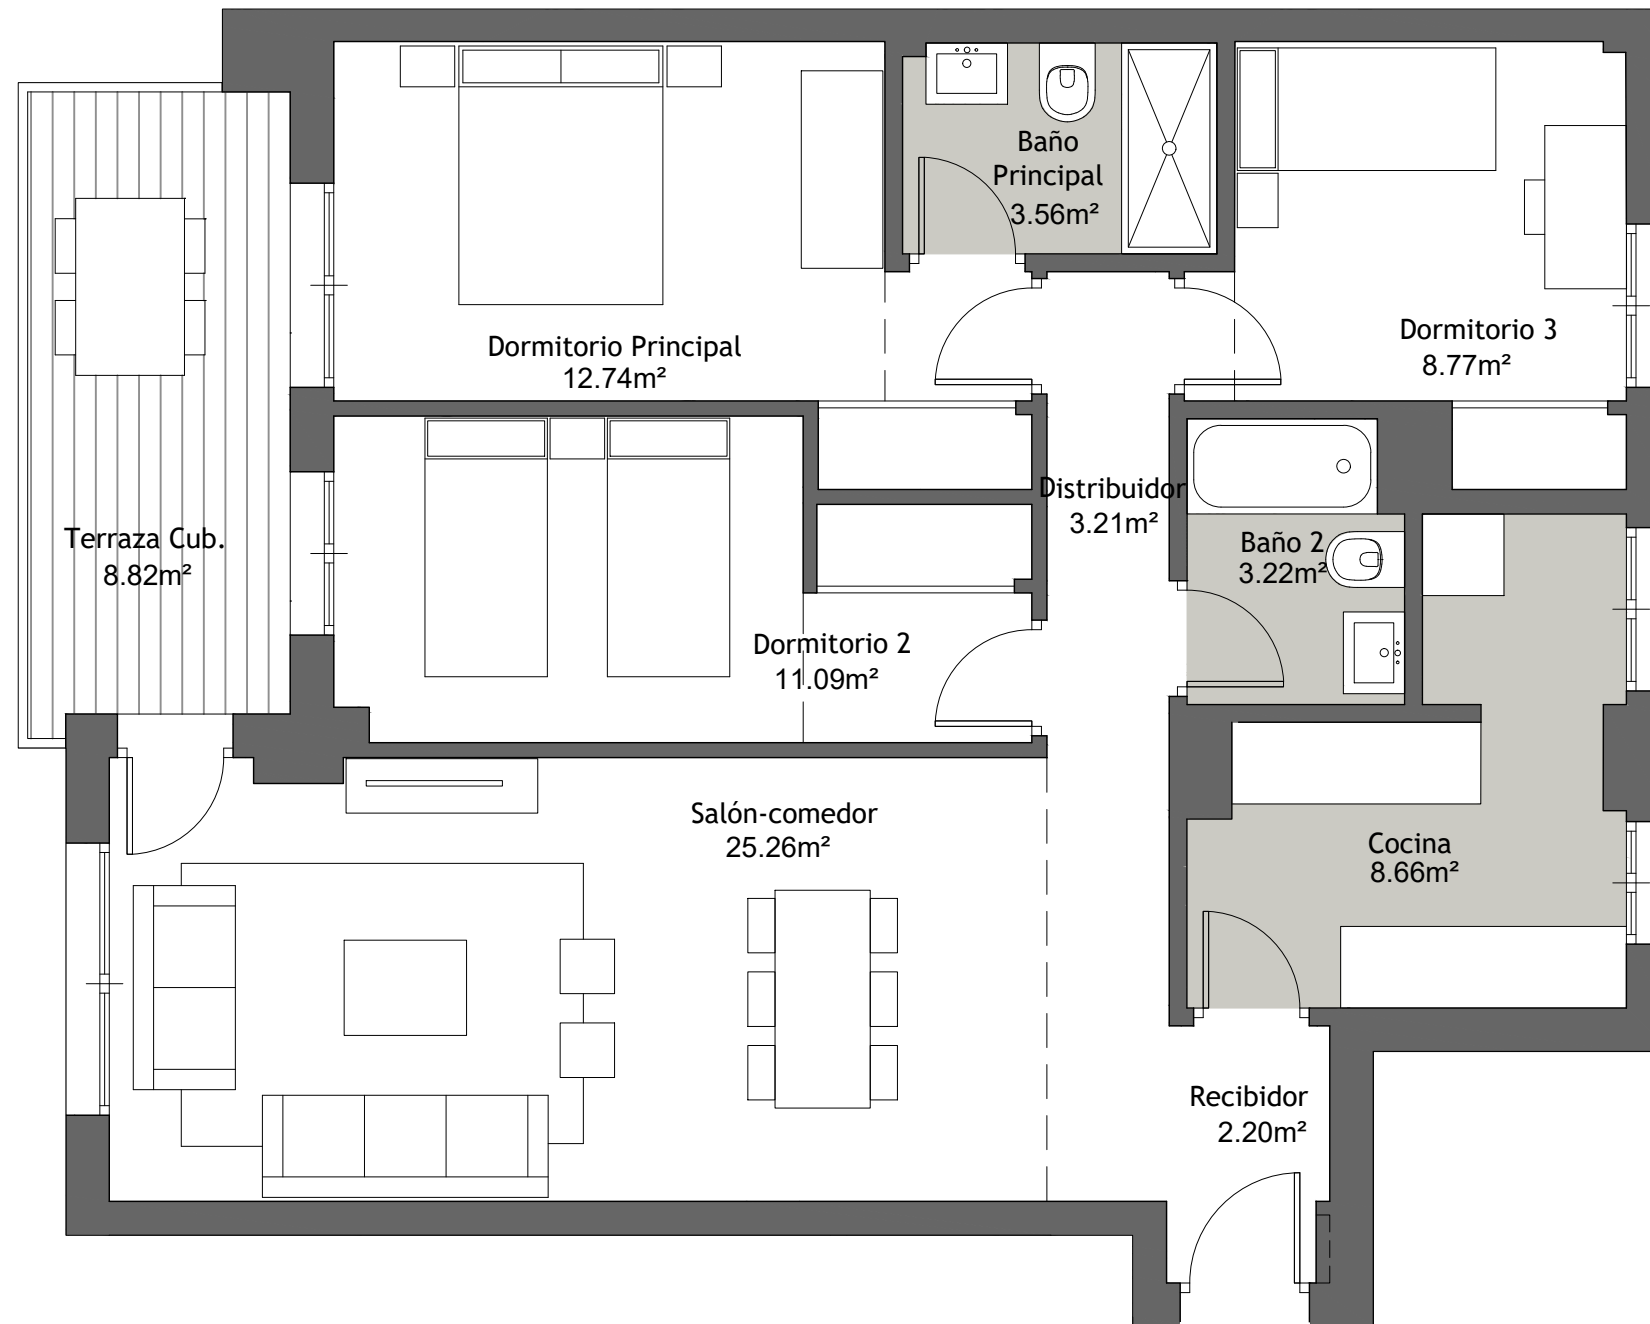 Baño
Principal
3.56m²
Dormitorio Principal
12.74m²
Dormitorio 3
8.77m²
Distribuidor
3.21m²
Terraza Cub.
8.82m²
Baño 2
3.22m²
Dormitorio 2
11.09m²
Salón-comedor
25.26m²
Cocina
8.66m²
Recibidor
2.20m²